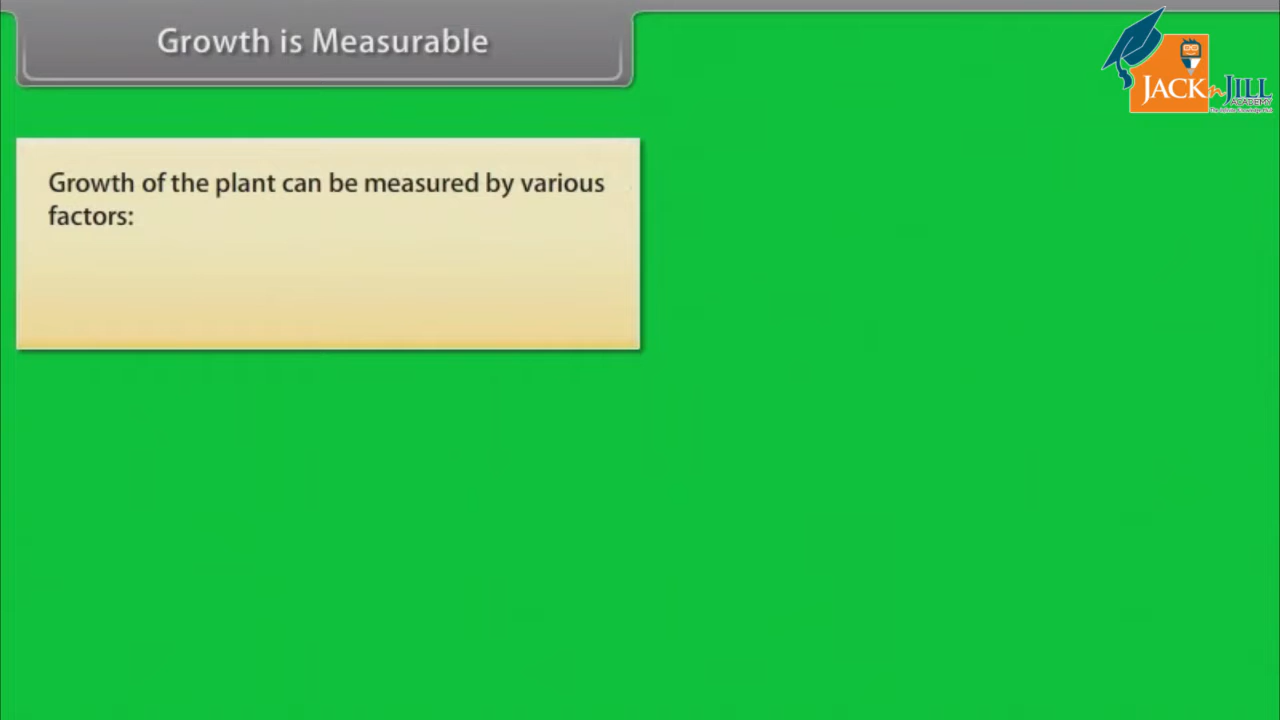 Growth is Measurable
Growth of the plant can be measured by various
factors:
JACK n JILL
ACADEMY